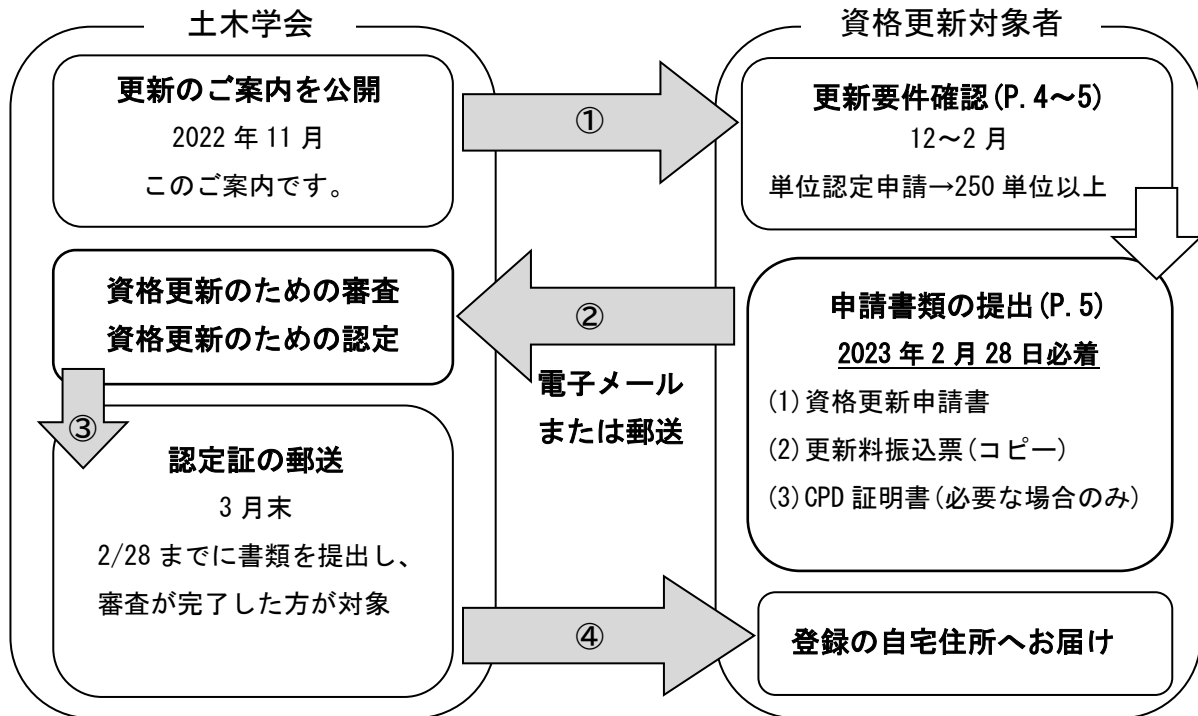 土木学会
更新のご案内を公開
2022 年 11 月
このご案内です。
①
資格更新対象者
更新要件確認(P. 4～5)
12～2 月
単位認定申請→250 単位以上
申請書類の提出(P. 5)
2023 年 2 月 28 日必着
(1)資格更新申請書
(2)更新料振込票(コピー)
(3)CPD 証明書(必要な場合のみ)
②
電子メール
または郵送
資格更新のための審査
資格更新のための認定
③
認定証の郵送
3 月末
2/28 までに書類を提出し、
審査が完了した方が対象
④
登録の自宅住所へお届け